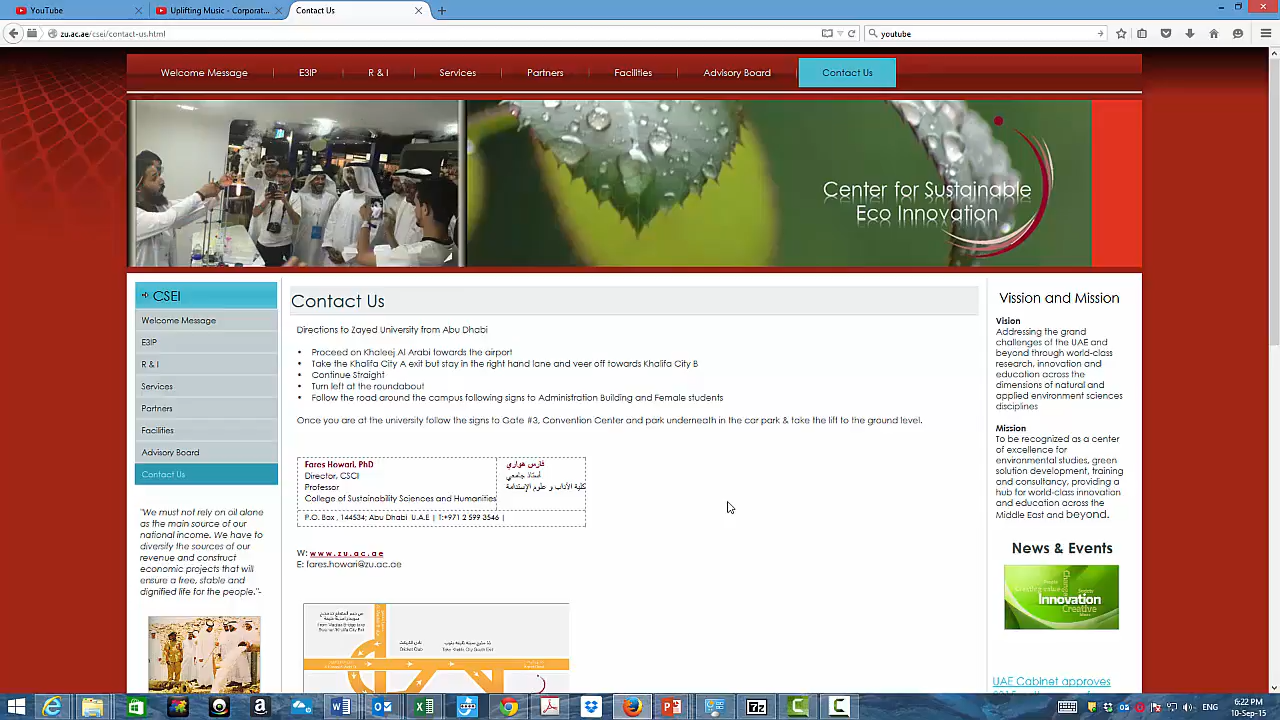 YouTube
Uplifting Music - Corporat...
Contact Us
zu.ac.ae/csei/contact-us.html
youtube
Welcome Message
E3IP
R & I
Services
Partners
Facilities
Advisory Board
Contact Us
Center for Sustainable
Eco Innovation
CSEI
Welcome Message
E3IP
R & I
Services
Partners
Facilities
Advisory Board
Contact Us
"We must not rely on oil alone
as the main source of our
national income. We have to
diversify the sources of our
revenue and construct
economic projects that will
ensure a free, stable and
dignified life for the people."-
Contact Us
Directions to Zayed University from Abu Dhabi
• Proceed on Khaleej Al Arabi towards the airport
• Take the Khalifa City A exit but stay in the right hand lane and veer off towards Khalifa City B
• Continue Straight
• Turn left at the roundabout
• Follow the road around the campus following signs to Administration Building and Female students
Once you are at the university follow the signs to Gate #3, Convention Center and park underneath in the car park & take the lift to the ground level.
Fares Howari, PhD
Director, CSCI
Professor
College of Sustainability Sciences and Humanities
فارس هواري
أستاذ جامعي
كلية الآداب و علوم الإستدامة
P.O. Box , 144534; Abu Dhabi U.A.E | T:+971 2 599 3546 |
W: www.zu.ac.ae
E: fares.howari@zu.ac.ae
Vission and Mission
Vision
Addressing the grand
challenges of the UAE and
beyond through world-class
research, innovation and
education across the
dimensions of natural and
applied environment sciences
disciplines
Mission
To be recognized as a center
of excellence for
environmental studies, green
solution development, training
and consultancy, providing a
hub for world-class innovation
and education across the
Middle East and beyond.
News & Events
Innovation
Creative
UAE Cabinet approves
6:22 PM
10-Sep-15